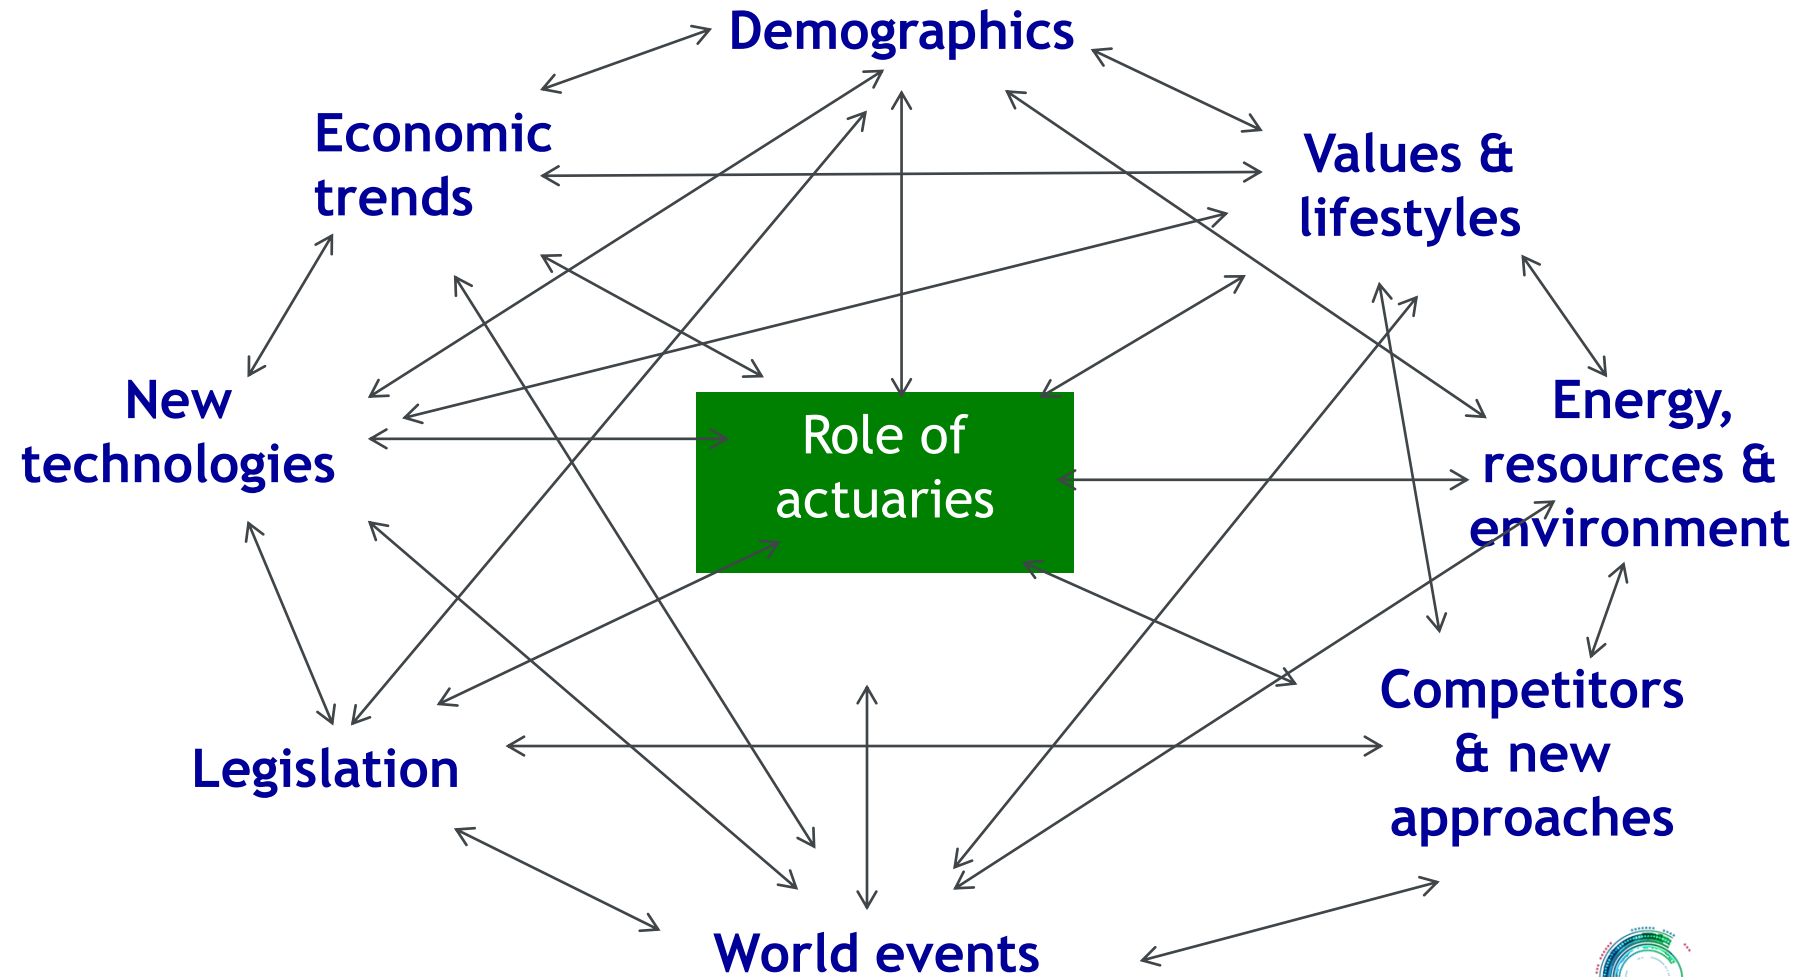 Demographics
Economic
trends
Values &
lifestyles
New
technologies
Role of
actuaries
Energy,
resources &
environment
Legislation
Competitors
& new
approaches
World events